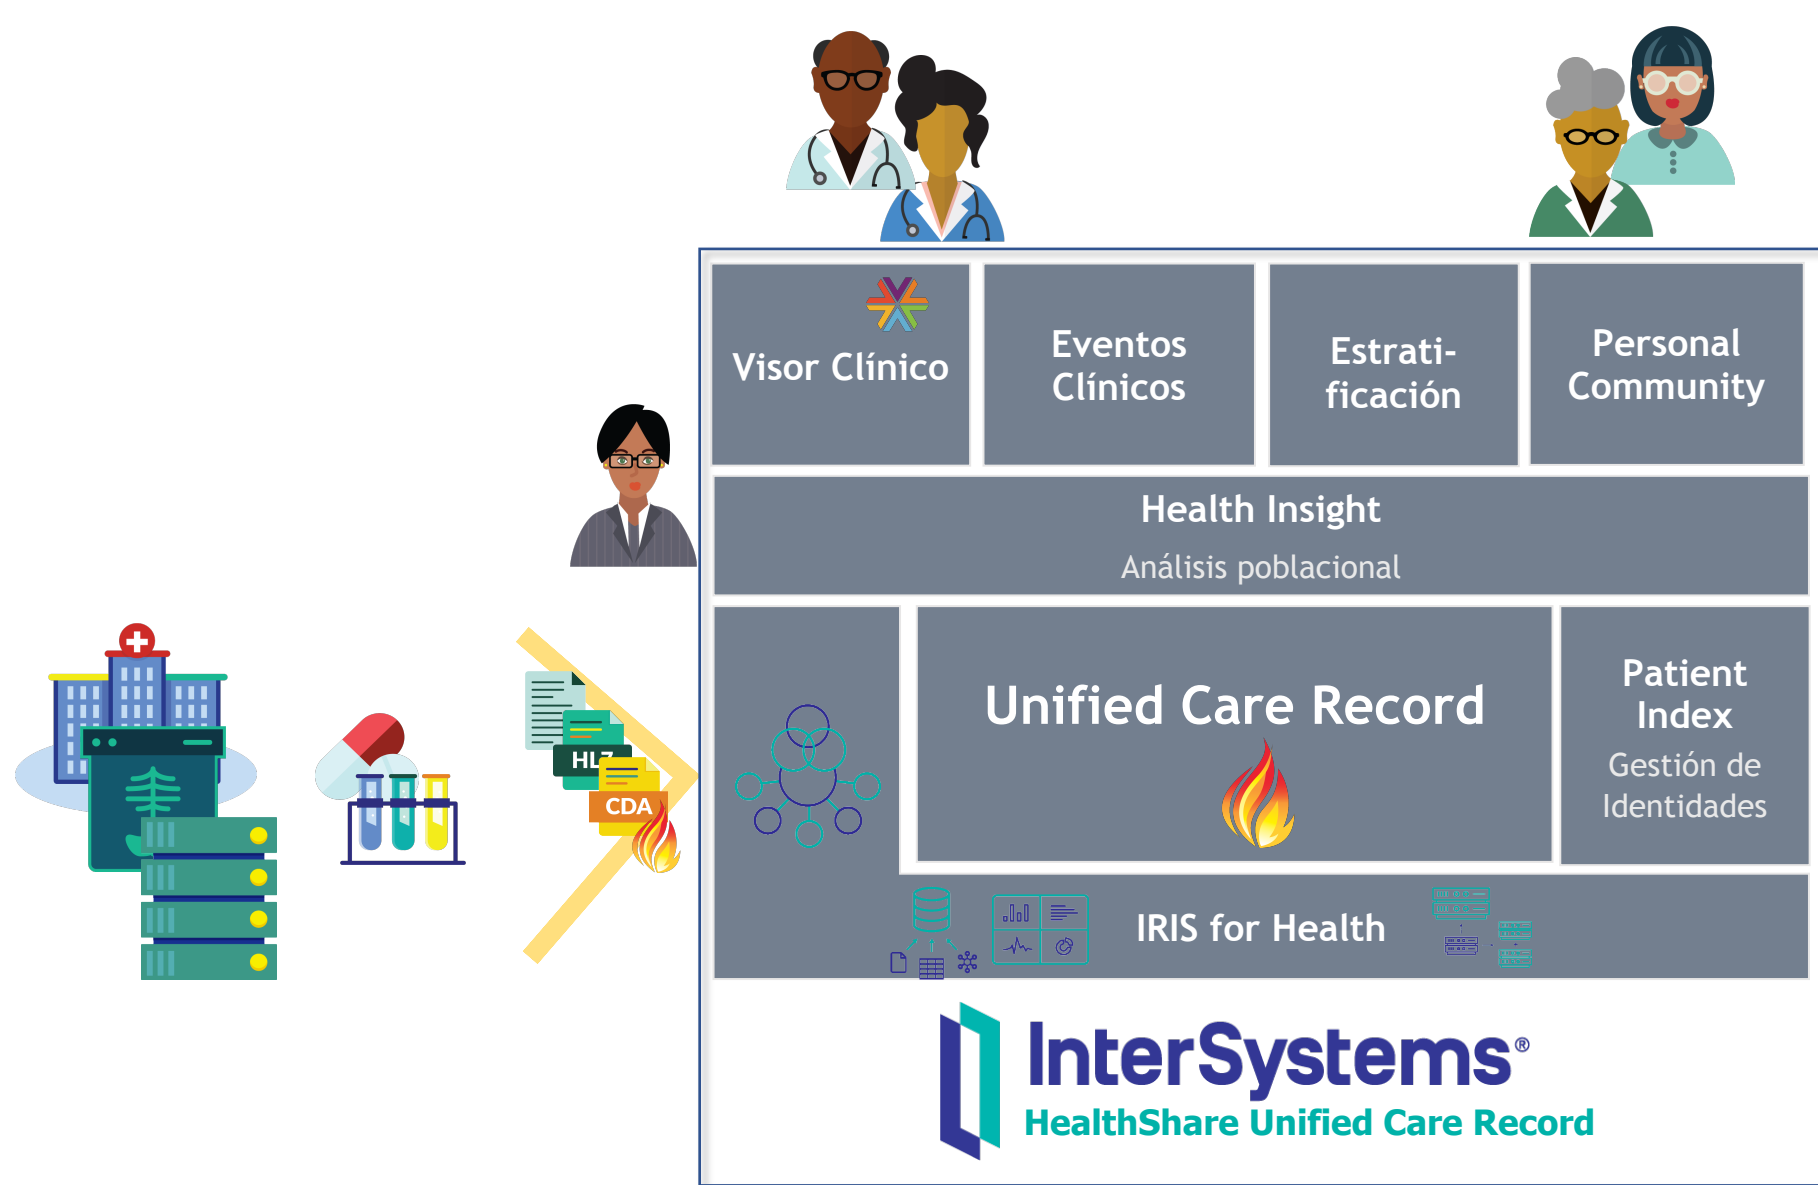 Visor Clínico
Eventos
Clínicos
Estrati-
ficación
Personal
Community
Health Insight
Análisis poblacional
HL7
CDA
Unified Care Record
Patient
Index
Gestión de
Identidades
IRIS for Health
InterSystems®
HealthShare Unified Care Record